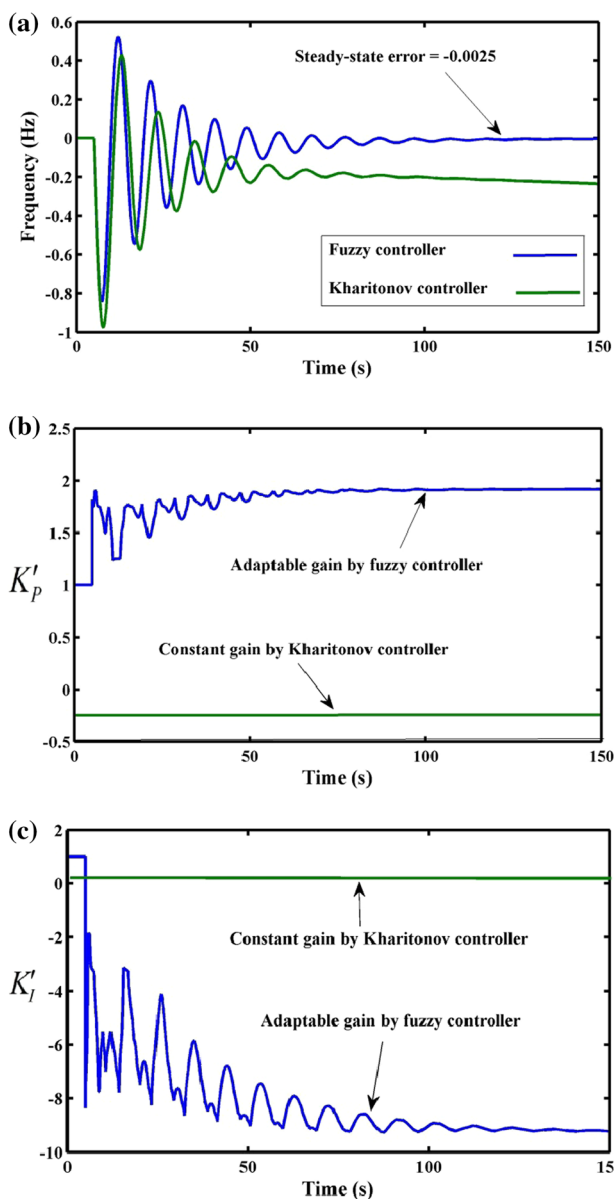 (a)
0.6
0.4
0.2
0
-0.2
-0.4
-0.6
-0.8
-1
Frequency (Hz)
Steady-state error = -0.0025
Fuzzy controller
Kharitonov controller
0 50 100 150
Time (s)
(b)
2.5
2
1.5
1
0.5
0
-0.5
K'P
Adaptable gain by fuzzy controller
Constant gain by Kharitonov controller
0 50 100 150
Time (s)
(c)
2
0
-2
-4
-6
-8
-10
K'I
Constant gain by Kharitonov controller
Adaptable gain by fuzzy controller
0 50 100 15
Time (s)